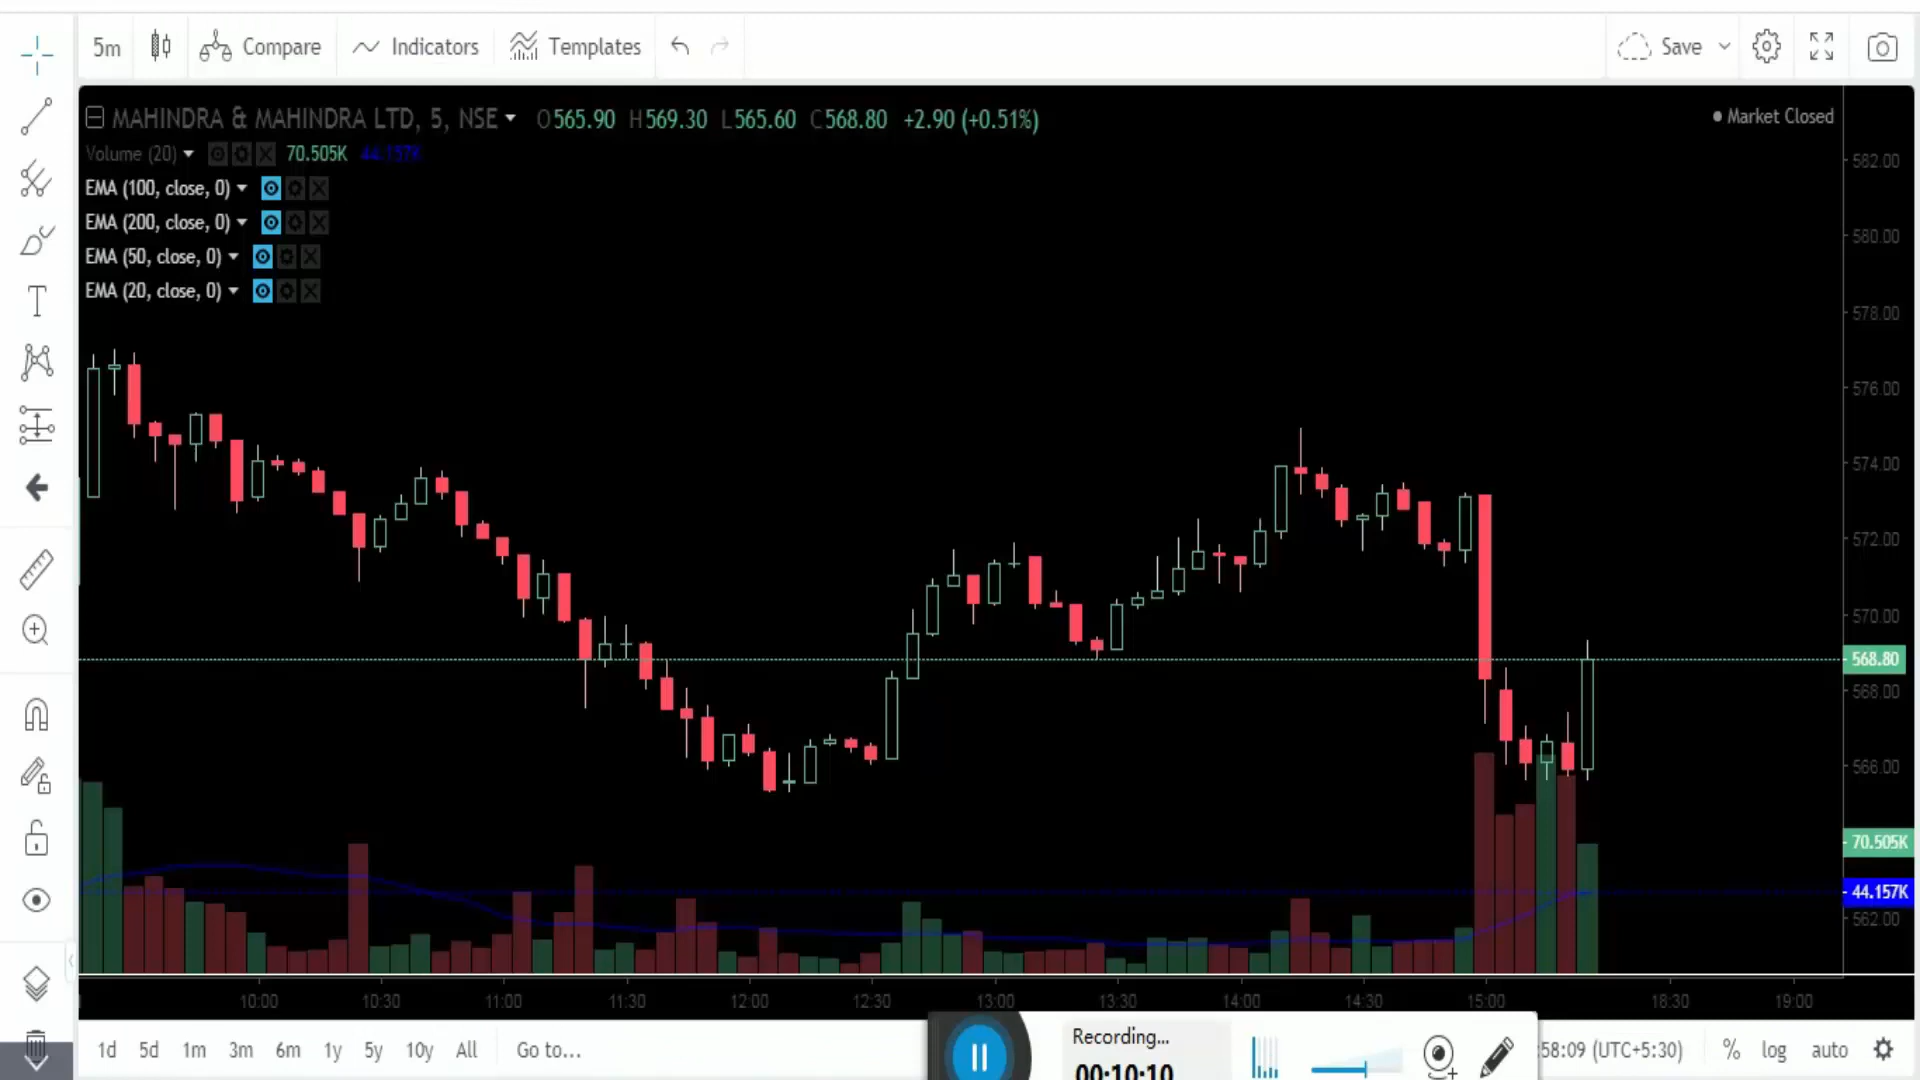 5m Compare Indicators Templates Save
MAHINDRA & MAHINDRA LTD, 5, NSE O565.90 H569.30 L565.60 C568.80 +2.90 (+0.51%) Market Closed
Volume (20) 70.505K 44.157K
EMA (100, close, 0)
EMA (200, close, 0)
EMA (50, close, 0)
EMA (20, close, 0)
582.00
580.00
578.00
576.00
574.00
572.00
570.00
568.80
568.00
566.00
70.505K
44.157K
562.00
10:00 10:30 11:00 11:30 12:00 12:30 13:00 13:30 14:00 14:30 15:00 18:30 19:00
1d 5d 1m 3m 6m 1y 5y 10y All Go to... :58:09 (UTC+5:30) % log auto
Recording...
00:10:10